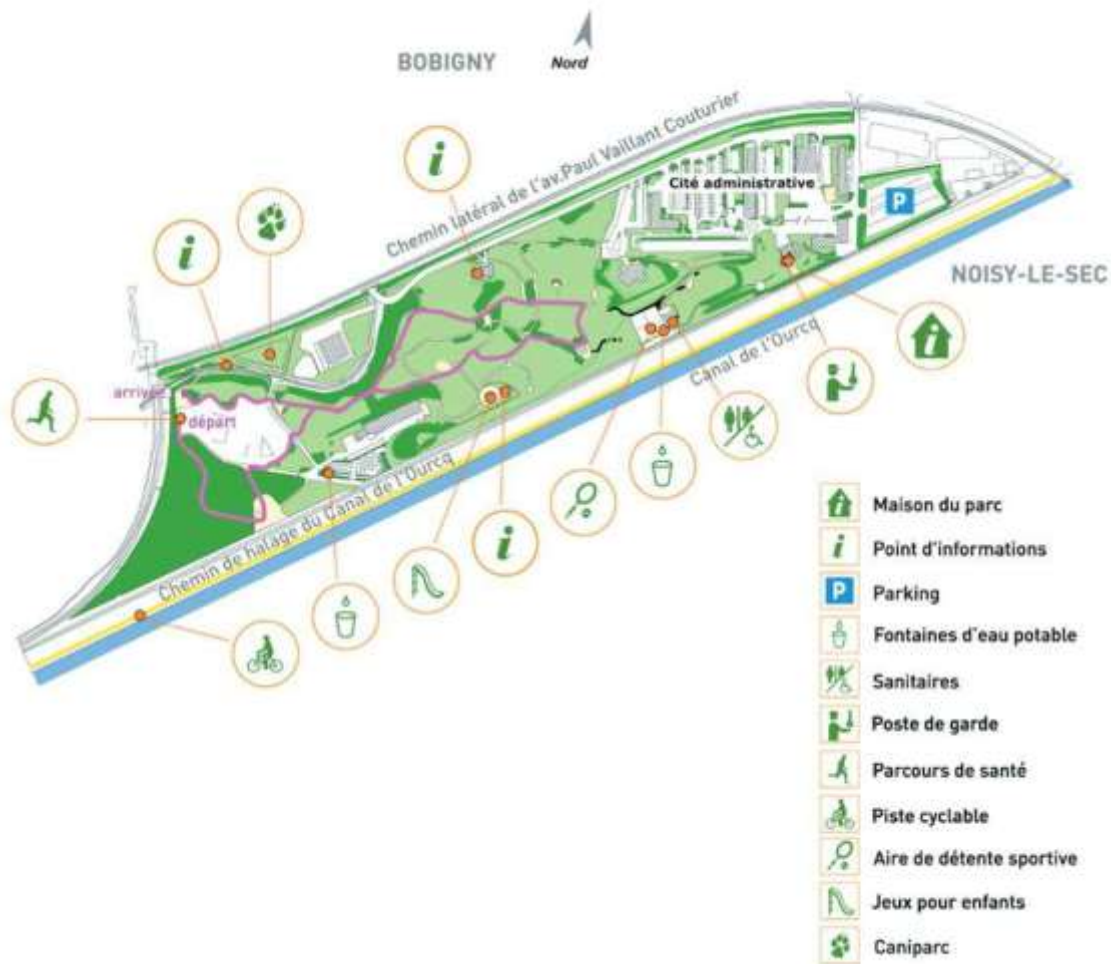 BOBIGNY
Nord
Chemin latéral de l'av.Paul Vaillant Couturier
Cité administrative
P
NOISY-LE-SEC
Canal de l'Ourcq
arrivée
départ
Chemin de halage du Canal de l'Ourcq
i
i
i
i
Maison du parc
i
Point d'informations
P
Parking
Fontaines d'eau potable
Sanitaires
Poste de garde
Parcours de santé
Piste cyclable
Aire de détente sportive
Jeux pour enfants
Caniparc